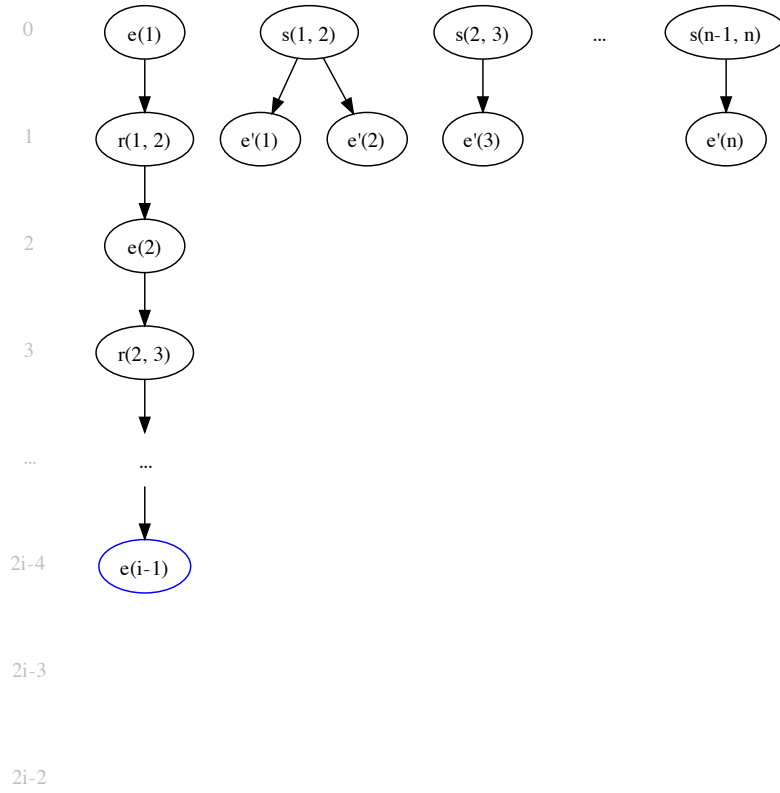 0 e(1) s(1, 2) s(2, 3) ... s(n-1, n)
1 r(1, 2) e'(1) e'(2) e'(3) e'(n)
2 e(2)
3 r(2, 3)
... ...
2i-4 e(i-1)
2i-3
2i-2